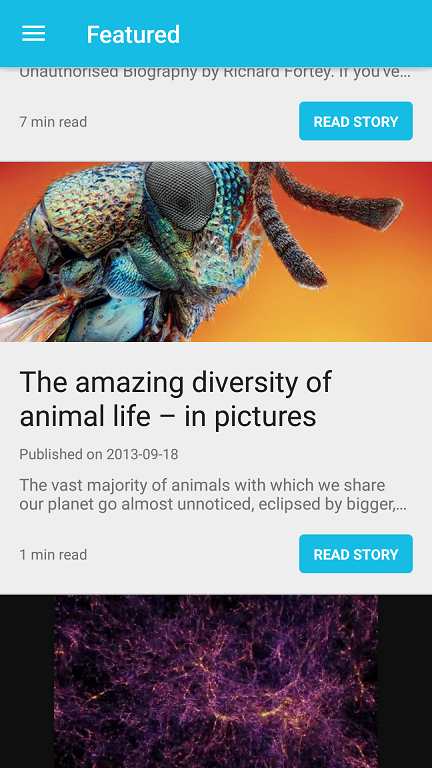 Featured
Unauthorised Biography by Richard Fortey. If you've…
7 min read
READ STORY
The amazing diversity of
animal life – in pictures
Published on 2013-09-18
The vast majority of animals with which we share
our planet go almost unnoticed, eclipsed by bigger,…
1 min read
READ STORY